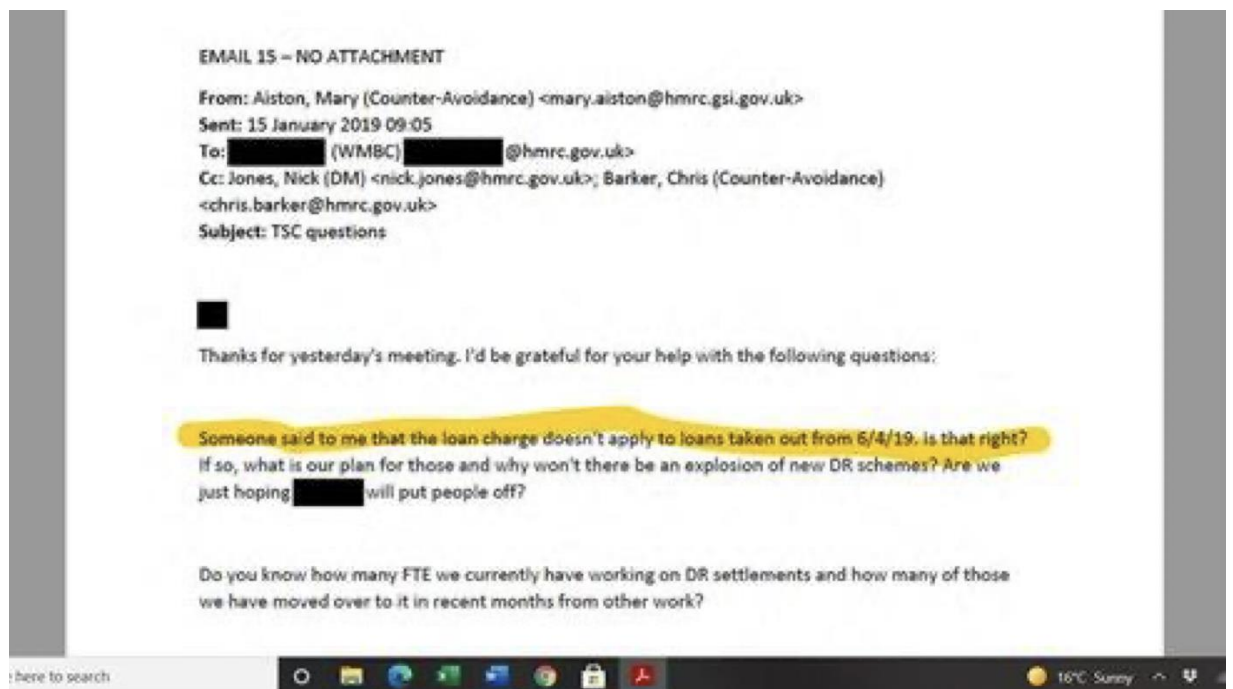 EMAIL 15 – NO ATTACHMENT
From: Aiston, Mary (Counter-Avoidance) <mary.aiston@hmrc.gsi.gov.uk>
Sent: 15 January 2019 09:05
To: (WMBC) @hmrc.gov.uk>
Cc: Jones, Nick (DM) <nick.jones@hmrc.gov.uk>; Barker, Chris (Counter-Avoidance)
<chris.barker@hmrc.gov.uk>
Subject: TSC questions
Thanks for yesterday's meeting. I'd be grateful for your help with the following questions:
Someone said to me that the loan charge doesn't apply to loans taken out from 6/4/19. Is that right?
If so, what is our plan for those and why won't there be an explosion of new DR schemes? Are we
just hoping will put people off?
Do you know how many FTE we currently have working on DR settlements and how many of those
we have moved over to it in recent months from other work?
here to search
16°C Sunny